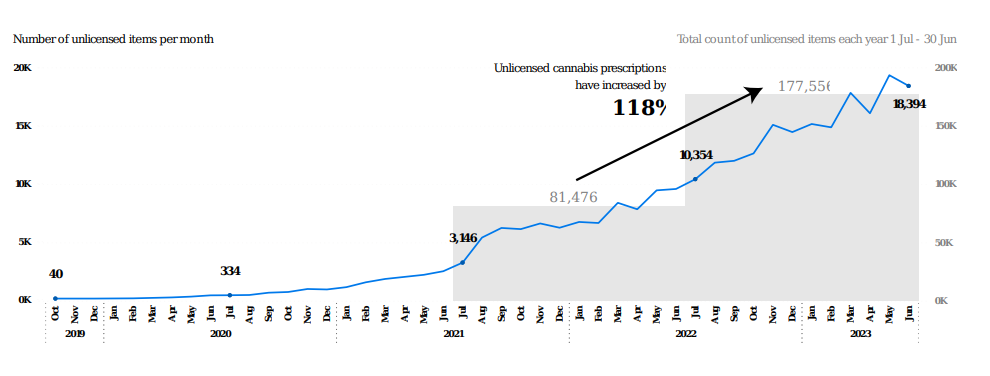 Number of unlicensed items per month
Total count of unlicensed items each year 1 Jul - 30 Jun
20K
15K
10K
5K
0K
Unlicensed cannabis prescriptions
have increased by
118%
177,556
81,476
40
334
3,146
10,354
18,394
200K
150K
100K
50K
0K
Oct Nov Dec Jan Feb Mar Apr May Jun Jul Aug Sep Oct Nov Dec Jan Feb Mar Apr May Jun Jul Aug Sep Oct Nov Dec Jan Feb Mar Apr May Jun Jul Aug Sep Oct Nov Dec Jan Feb Mar Apr May Jun
2019 2020 2021 2022 2023